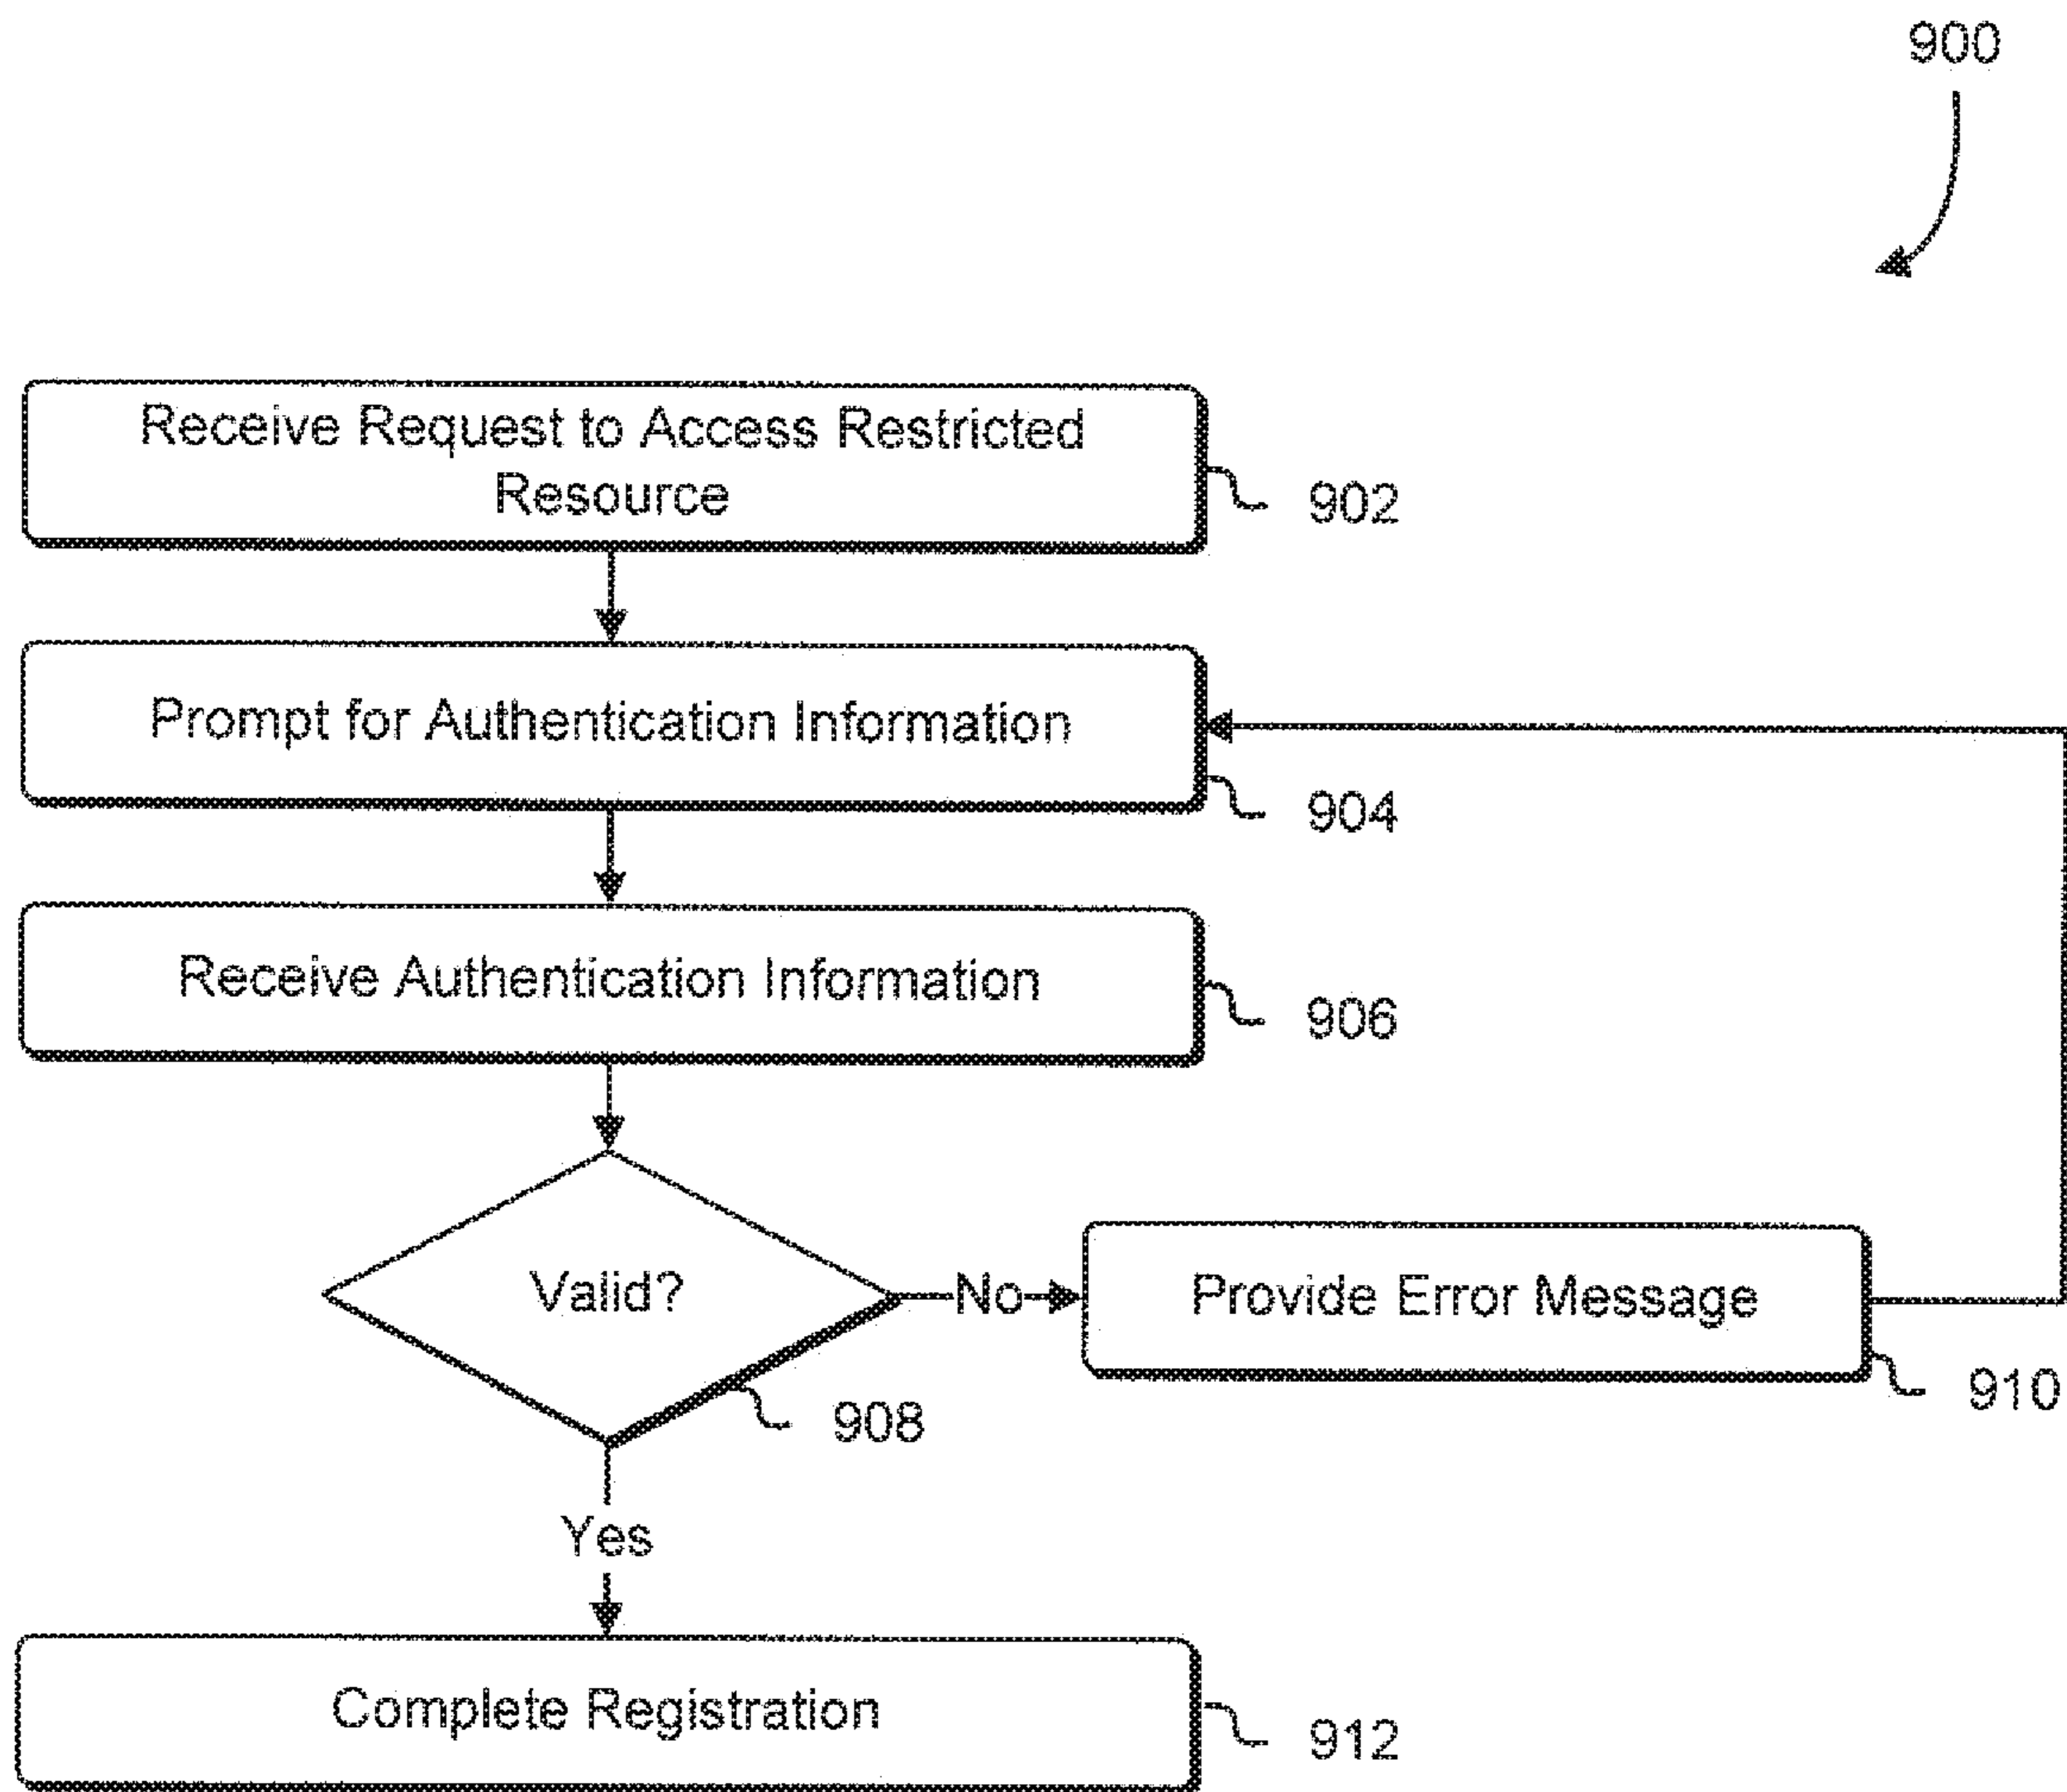 900
Receive Request to Access Restricted
Resource
902
Prompt for Authentication Information
904
Receive Authentication Information
906
Valid?
No
Provide Error Message
908
910
Yes
Complete Registration
912